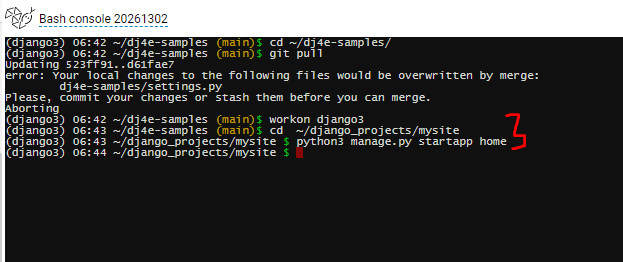 Bash console 20261302
(django3) 06:42 ~/dj4e-samples (main)$ cd ~/dj4e-samples/
(django3) 06:42 ~/dj4e-samples (main)$ git pull
Updating 523ff91..d61fae7
error: Your local changes to the following files would be overwritten by merge:
        dj4e-samples/settings.py
Please, commit your changes or stash them before you can merge.
Aborting
(django3) 06:42 ~/dj4e-samples (main)$ workon django3
(django3) 06:43 ~/dj4e-samples (main)$ cd  ~/django_projects/mysite
(django3) 06:43 ~/django_projects/mysite $ python3 manage.py startapp home
(django3) 06:44 ~/django_projects/mysite $